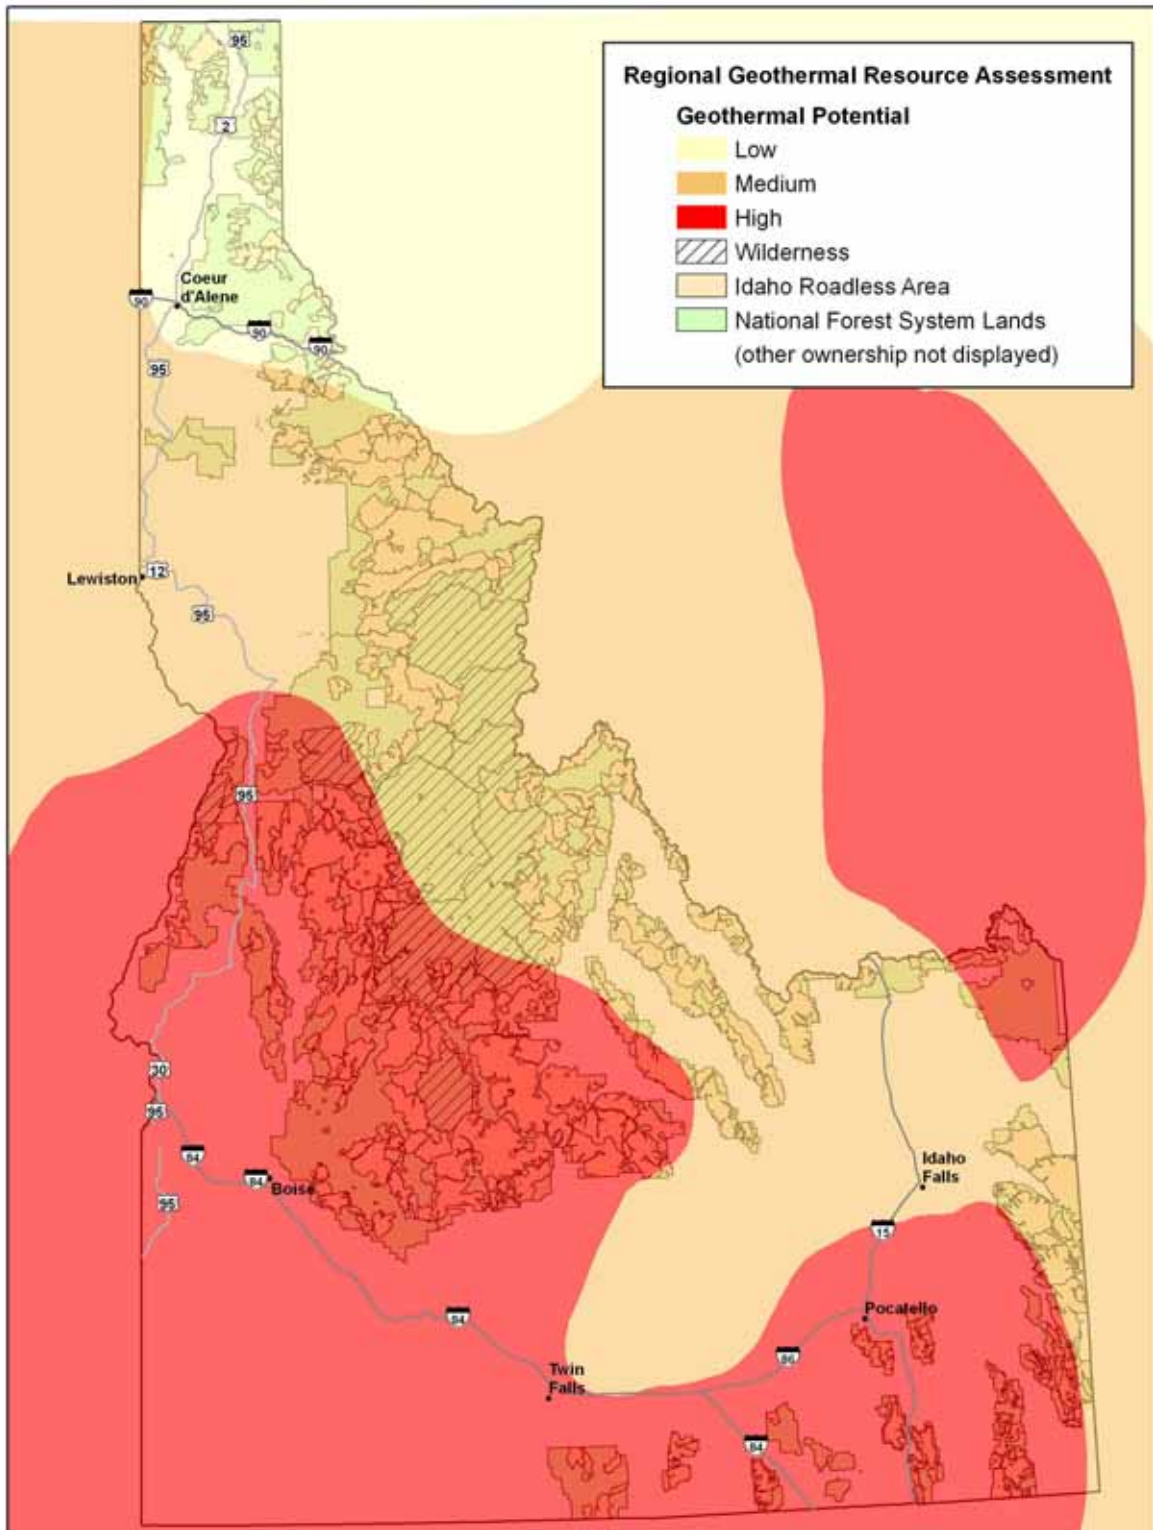 95
Regional Geothermal Resource Assessment
Geothermal Potential
2
Low
Medium
High
Wilderness
Idaho Roadless Area
National Forest System Lands
(other ownership not displayed)
Coeur
d'Alene
90
90
90
95
Lewiston
12
95
95
30
95
84
84
Boise
95
Idaho
Falls
15
84
Pocatello
86
Twin
Falls
84